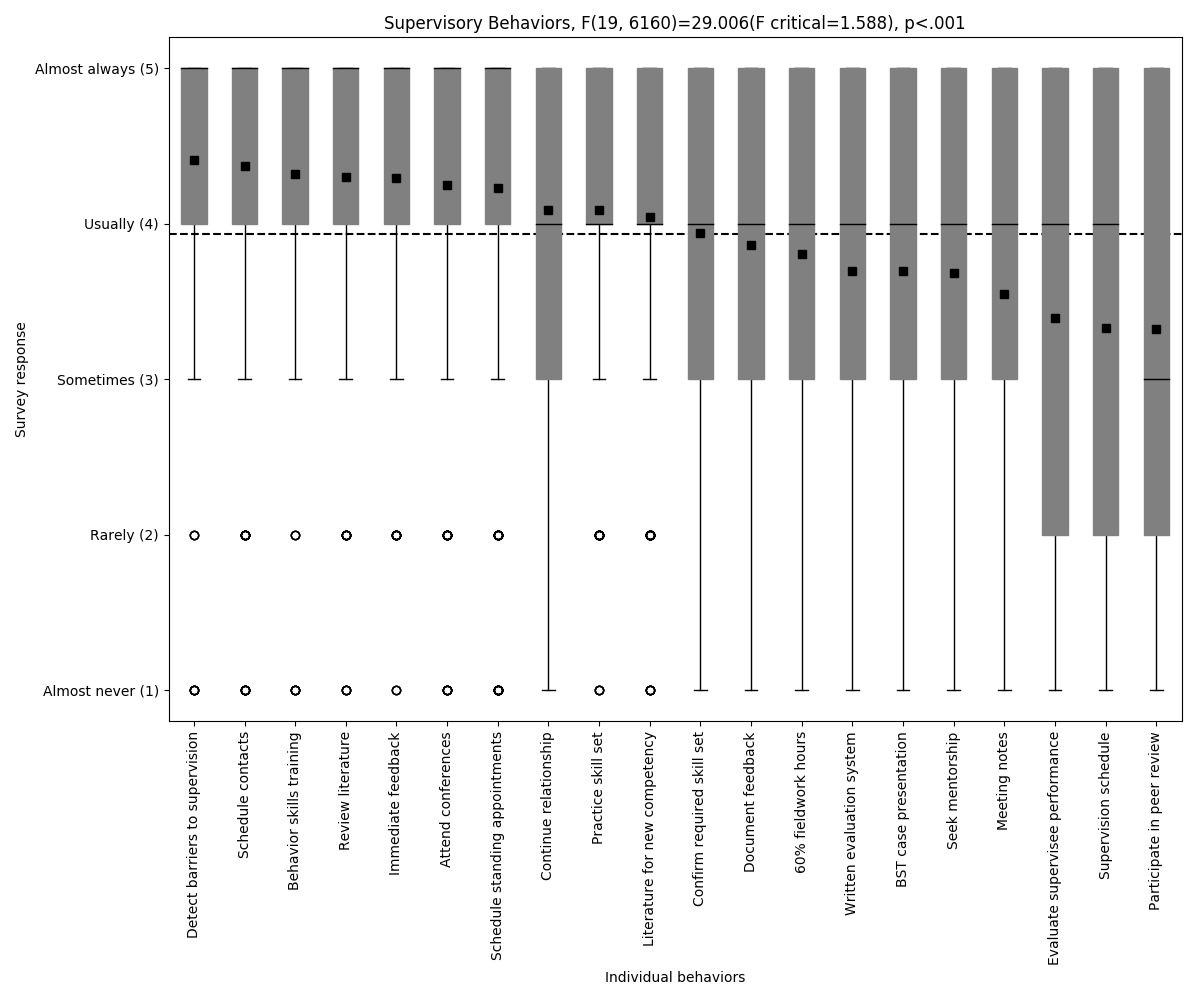 Supervisory Behaviors, F(19, 6160)=29.006(F critical=1.588), p<.001
Almost always (5)
Usually (4)
Sometimes (3)
Rarely (2)
Almost never (1)
Survey response
Detect barriers to supervision
Schedule contacts
Behavior skills training
Review literature
Immediate feedback
Attend conferences
Schedule standing appointments
Continue relationship
Practice skill set
Literature for new competency
Confirm required skill set
Document feedback
60% fieldwork hours
Written evaluation system
BST case presentation
Seek mentorship
Meeting notes
Evaluate supervisee performance
Supervision schedule
Participate in peer review
Individual behaviors